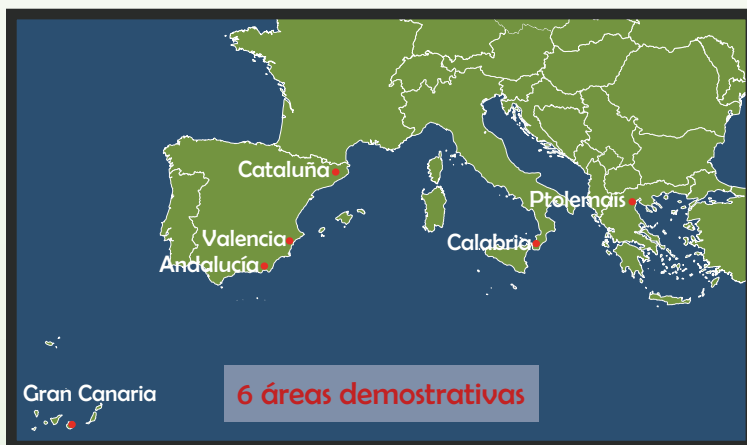 Cataluña
Ptolemais
Valencia
Calabria
Andalucía
Gran Canaria
6 áreas demostrativas